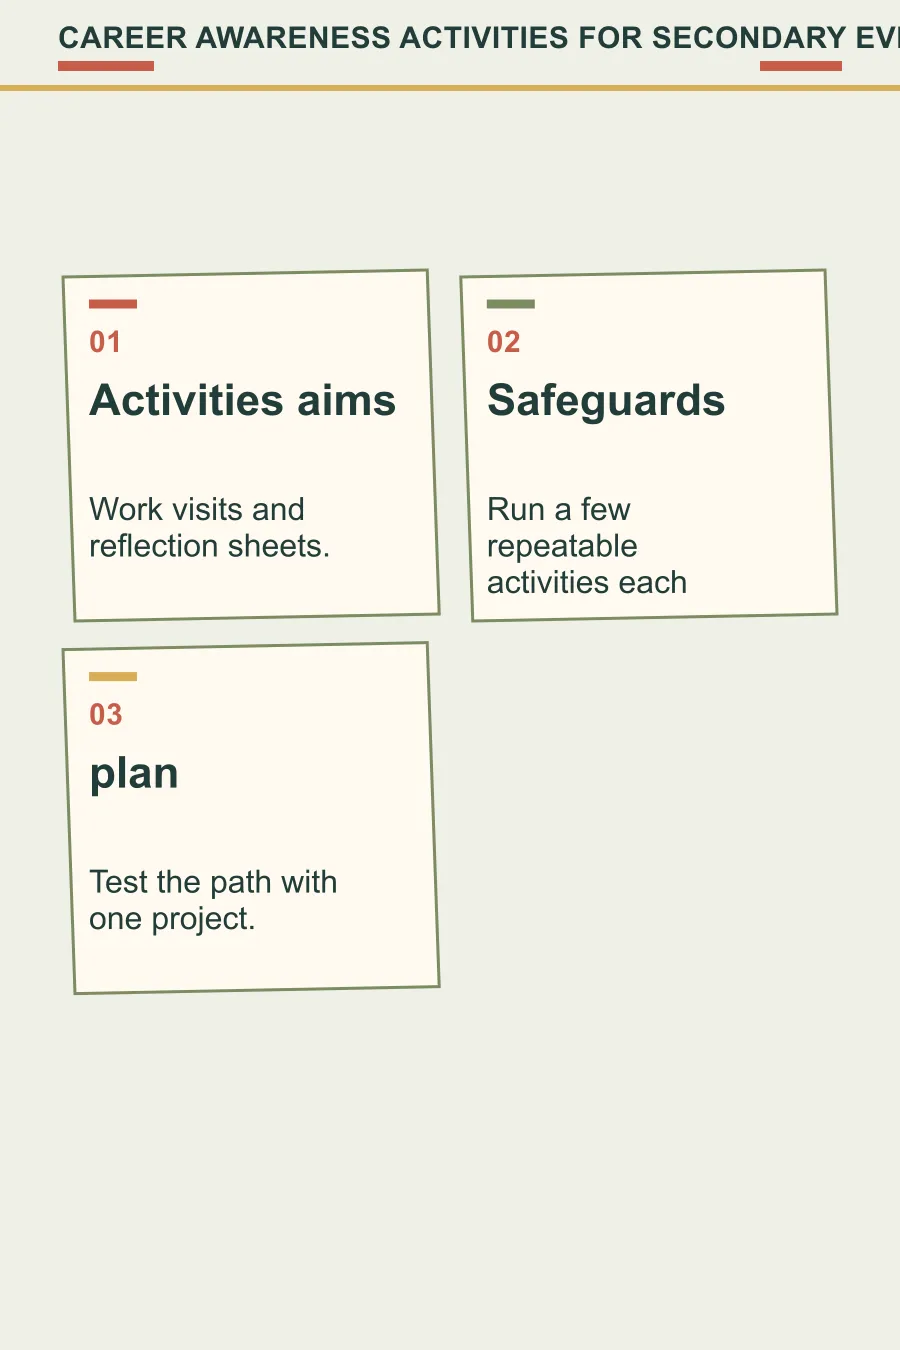 CAREER AWARENESS ACTIVITIES FOR SECONDARY
01
Activities aims
Work visits and
reflection sheets.
02
Safeguards
Run a few
repeatable
activities each
03
plan
Test the path with
one project.